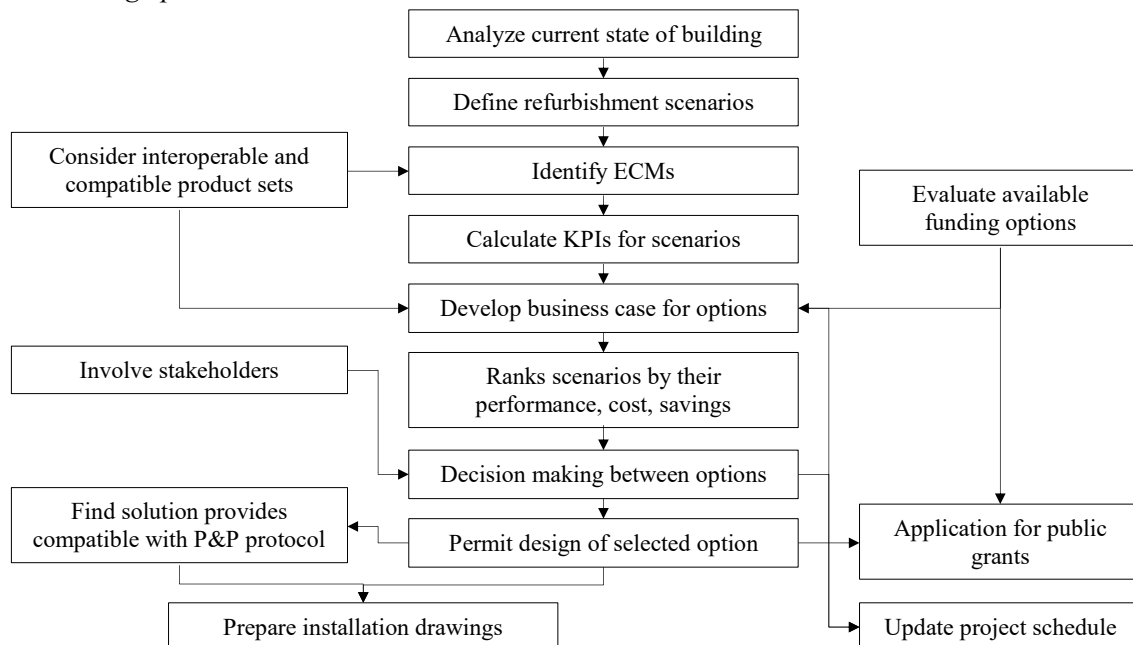 Analyze current state of building
Define refurbishment scenarios
Consider interoperable and
compatible product sets
Identify ECMs
Evaluate available
funding options
Calculate KPIs for scenarios
Develop business case for options
Involve stakeholders
Ranks scenarios by their
performance, cost, savings
Decision making between options
Find solution provides
compatible with P&P protocol
Permit design of selected option
Application for public
grants
Prepare installation drawings
Update project schedule